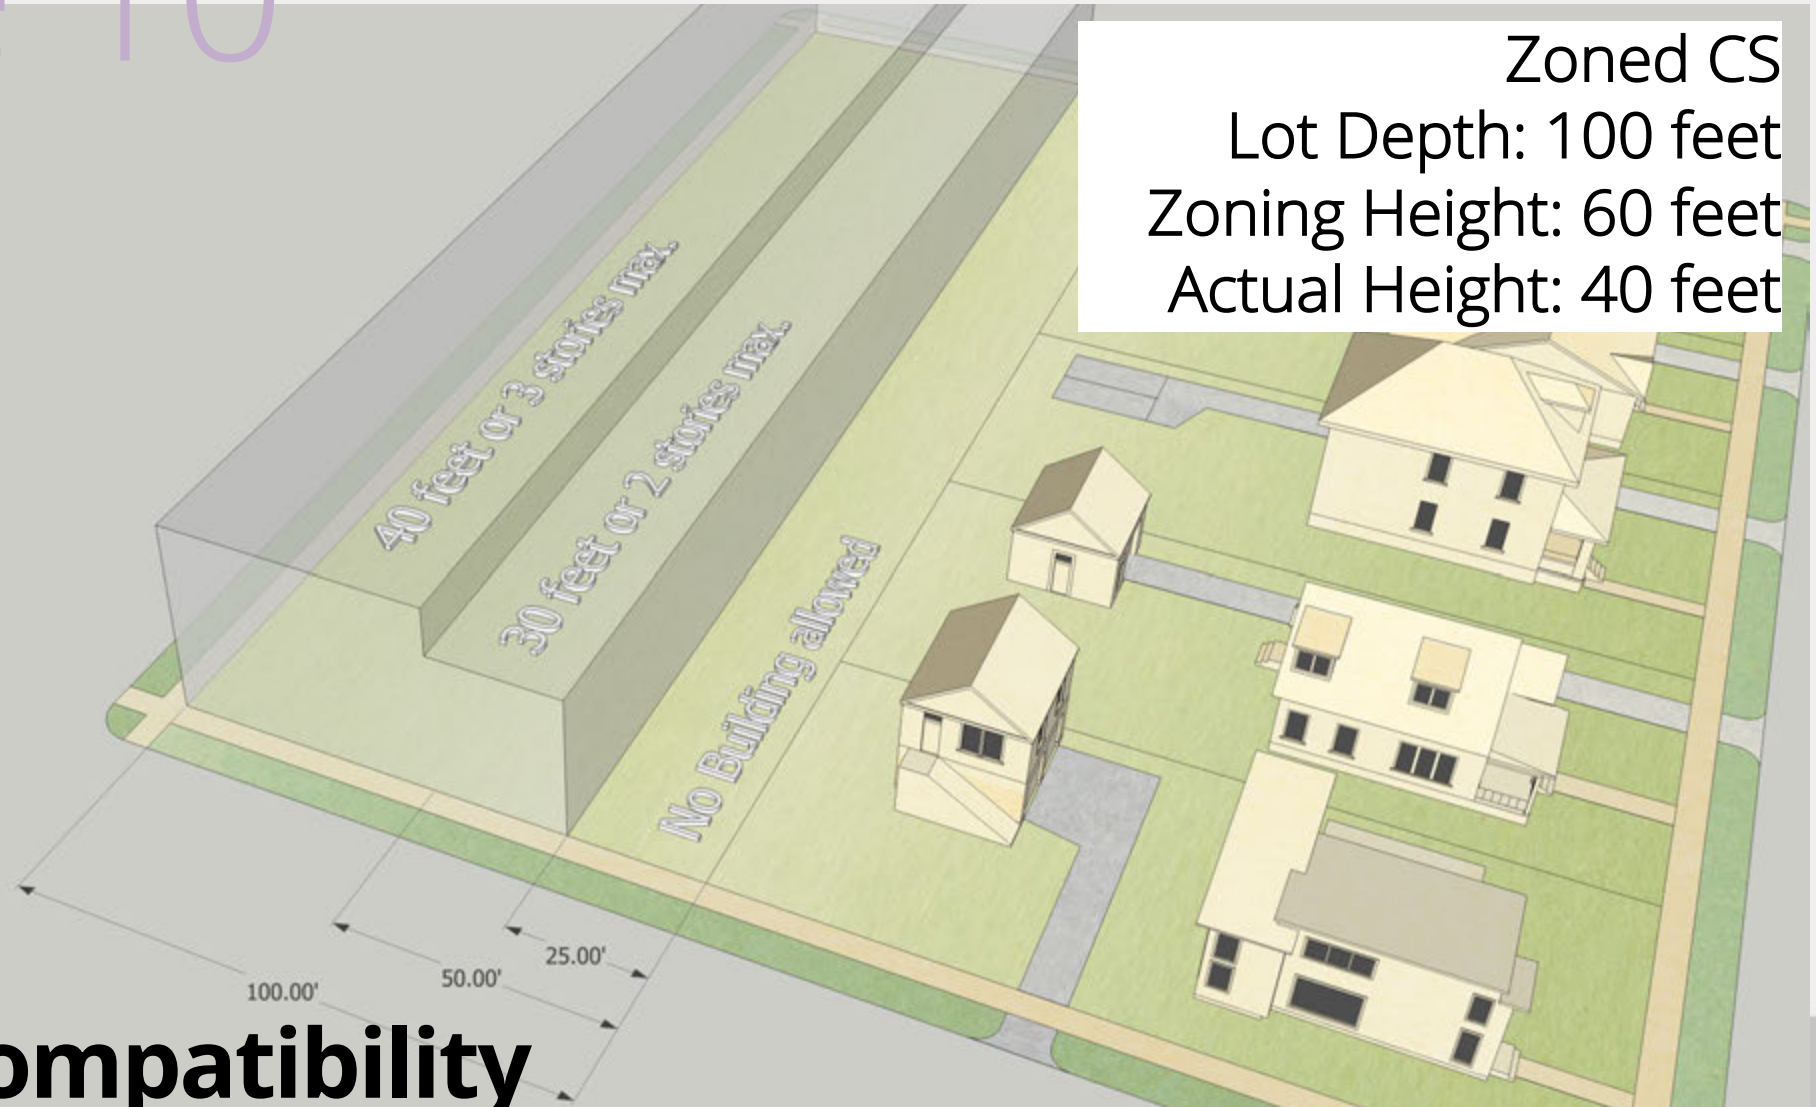 10
Zoned CS
Lot Depth: 100 feet
Zoning Height: 60 feet
Actual Height: 40 feet
40 feet or 3 stories max.
30 feet or 2 stories max.
No Building allowed
25.00'
50.00'
100.00'
ompatibility